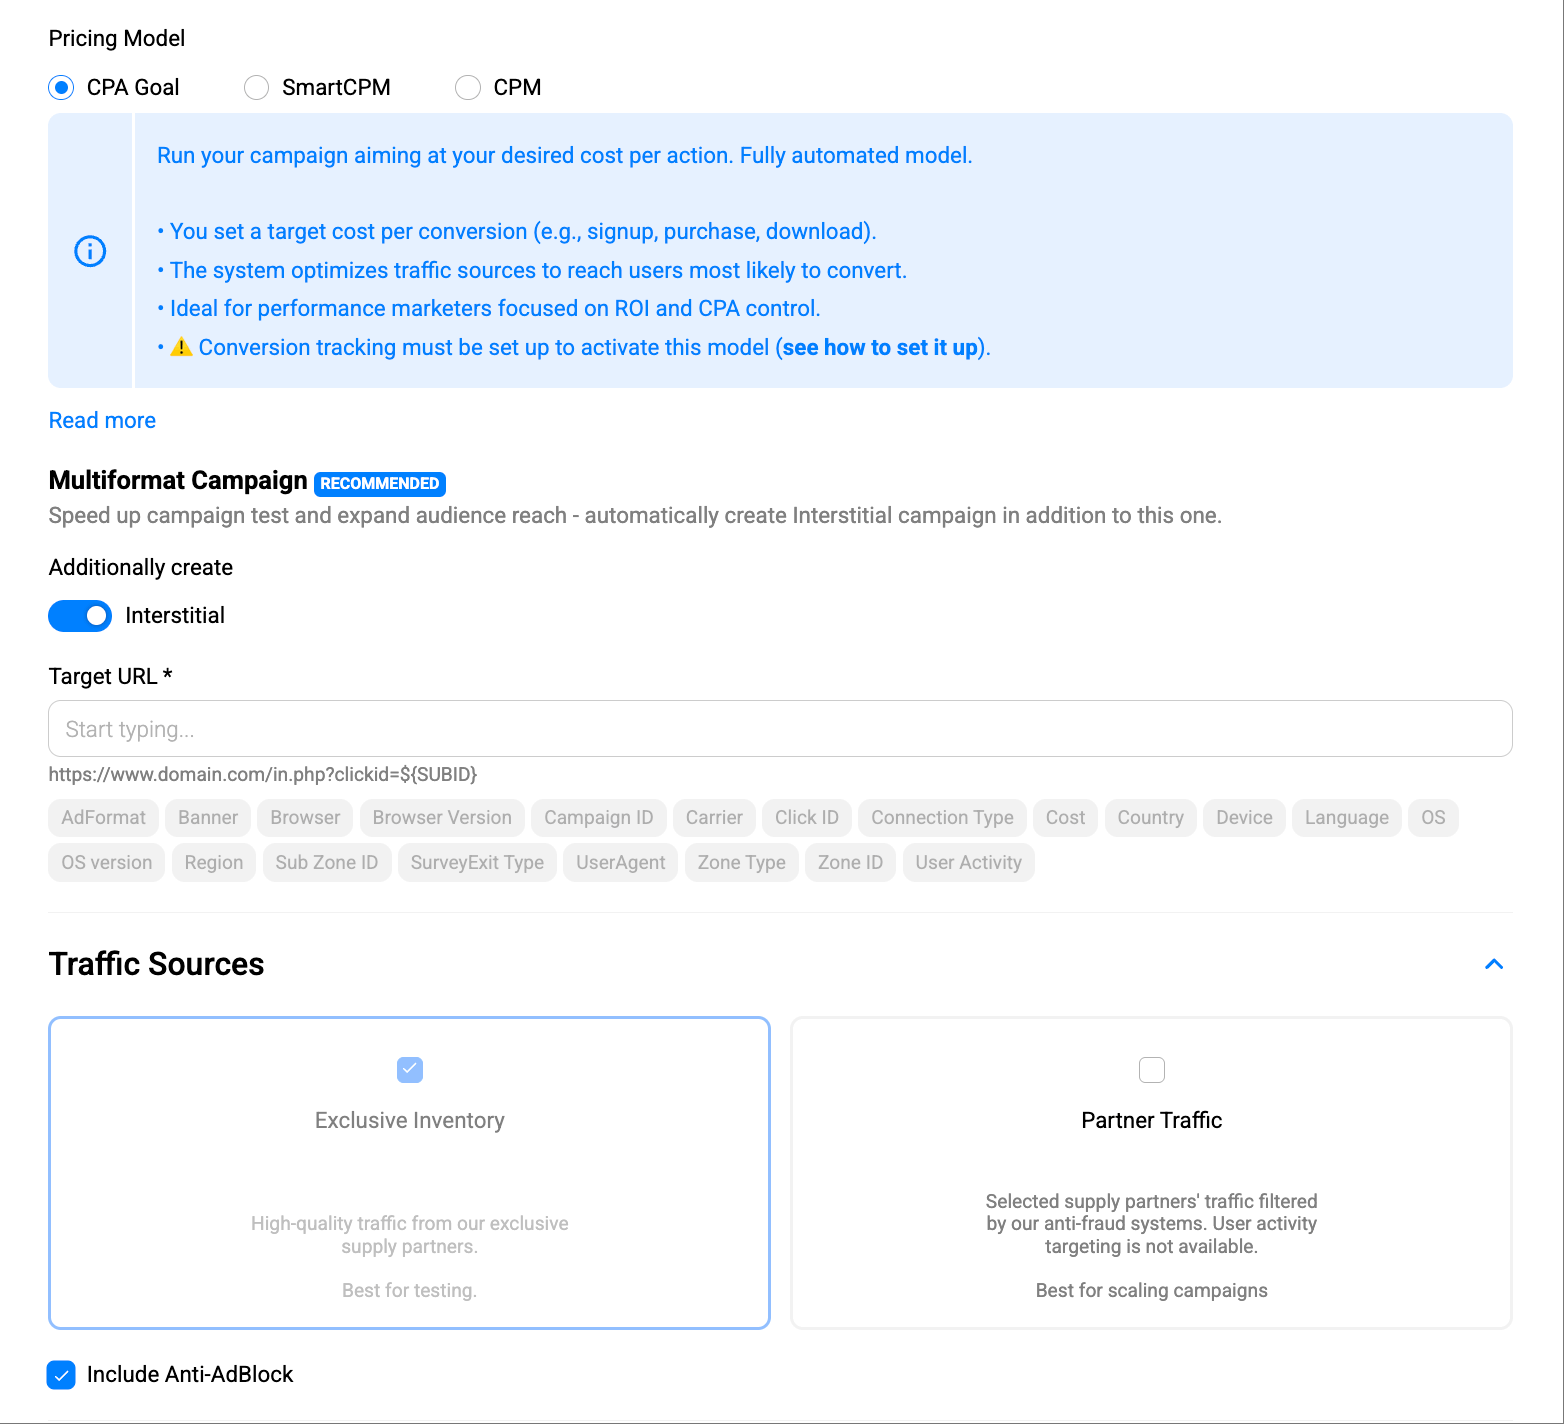 Pricing Model
CPA Goal SmartCPM CPM
Run your campaign aiming at your desired cost per action. Fully automated model.
• You set a target cost per conversion (e.g., signup, purchase, download).
• The system optimizes traffic sources to reach users most likely to convert.
• Ideal for performance marketers focused on ROI and CPA control.
• ⚠️ Conversion tracking must be set up to activate this model (see how to set it up).
Read more
Multiformat Campaign RECOMMENDED
Speed up campaign test and expand audience reach - automatically create Interstitial campaign in addition to this one.
Additionally create
Interstitial
Target URL *
Start typing...
https://www.domain.com/in.php?clickid=${SUBID}
AdFormat Banner Browser Browser Version Campaign ID Carrier Click ID Connection Type Cost Country Device Language OS
OS version Region Sub Zone ID SurveyExit Type UserAgent Zone Type Zone ID User Activity
Traffic Sources
Exclusive Inventory
High-quality traffic from our exclusive
supply partners.
Best for testing.
Partner Traffic
Selected supply partners' traffic filtered
by our anti-fraud systems. User activity
targeting is not available.
Best for scaling campaigns
Include Anti-AdBlock